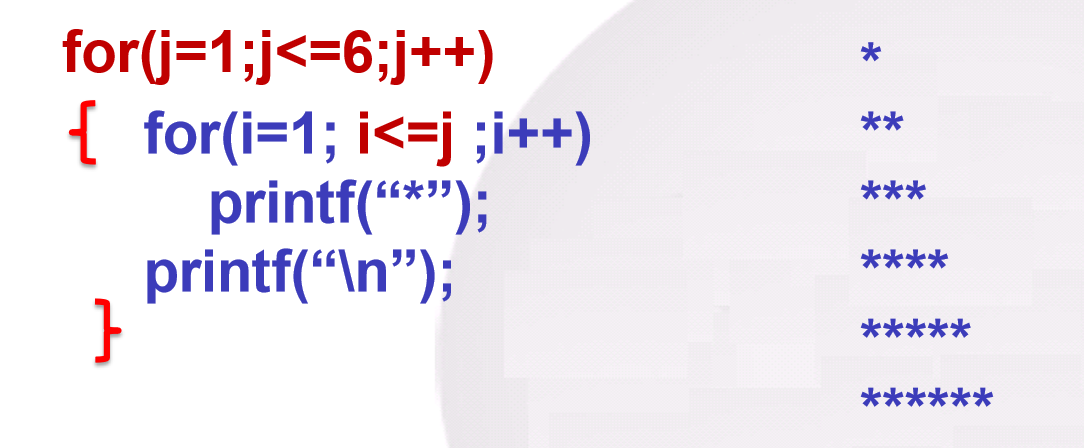 for(j=1;j<=6;j++)
{ for(i=1; i<=j ;i++)
printf(“*”);
printf(“\n”);
}
*
**
***
****
*****
******